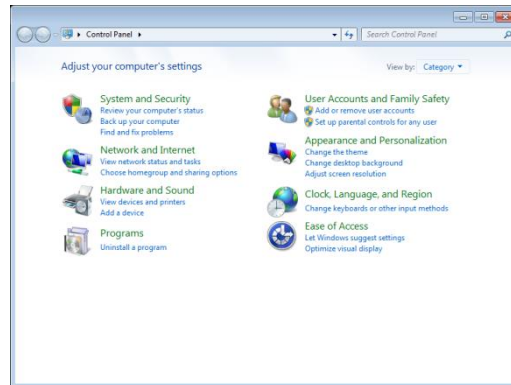 Control Panel
Search Control Panel
Adjust your computer's settings
View by: Category
System and Security
Review your computer's status
Back up your computer
Find and fix problems
Network and Internet
View network status and tasks
Choose homegroup and sharing options
Hardware and Sound
View devices and printers
Add a device
Programs
Uninstall a program
User Accounts and Family Safety
Add or remove user accounts
Set up parental controls for any user
Appearance and Personalization
Change the theme
Change desktop background
Adjust screen resolution
Clock, Language, and Region
Change keyboards or other input methods
Ease of Access
Let Windows suggest settings
Optimize visual display